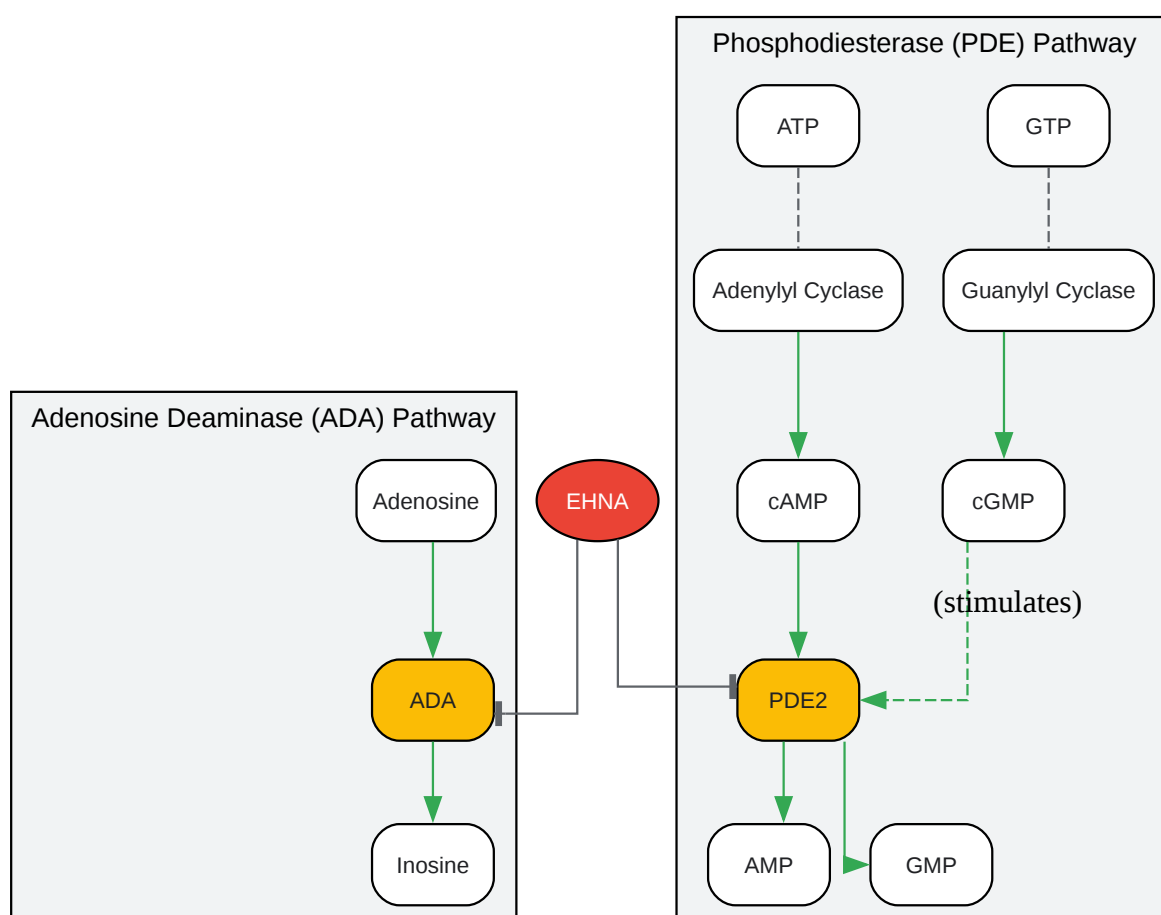 Phosphodiesterase (PDE) Pathway
ATP
GTP
Adenylyl Cyclase
Guanylyl Cyclase
Adenosine Deaminase (ADA) Pathway
Adenosine
EHNA
cAMP
cGMP
(stimulates)
ADA
PDE2
Inosine
AMP
GMP